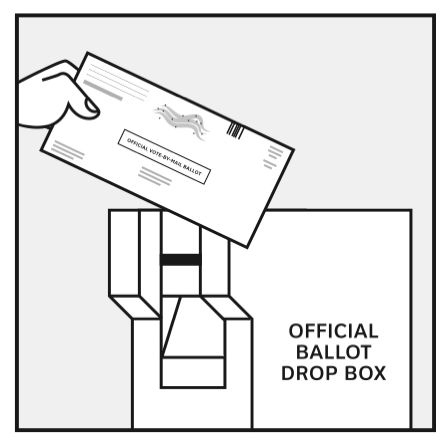 OFFICIAL VOTE-BY-MAIL BALLOT
OFFICIAL
BALLOT
DROP BOX